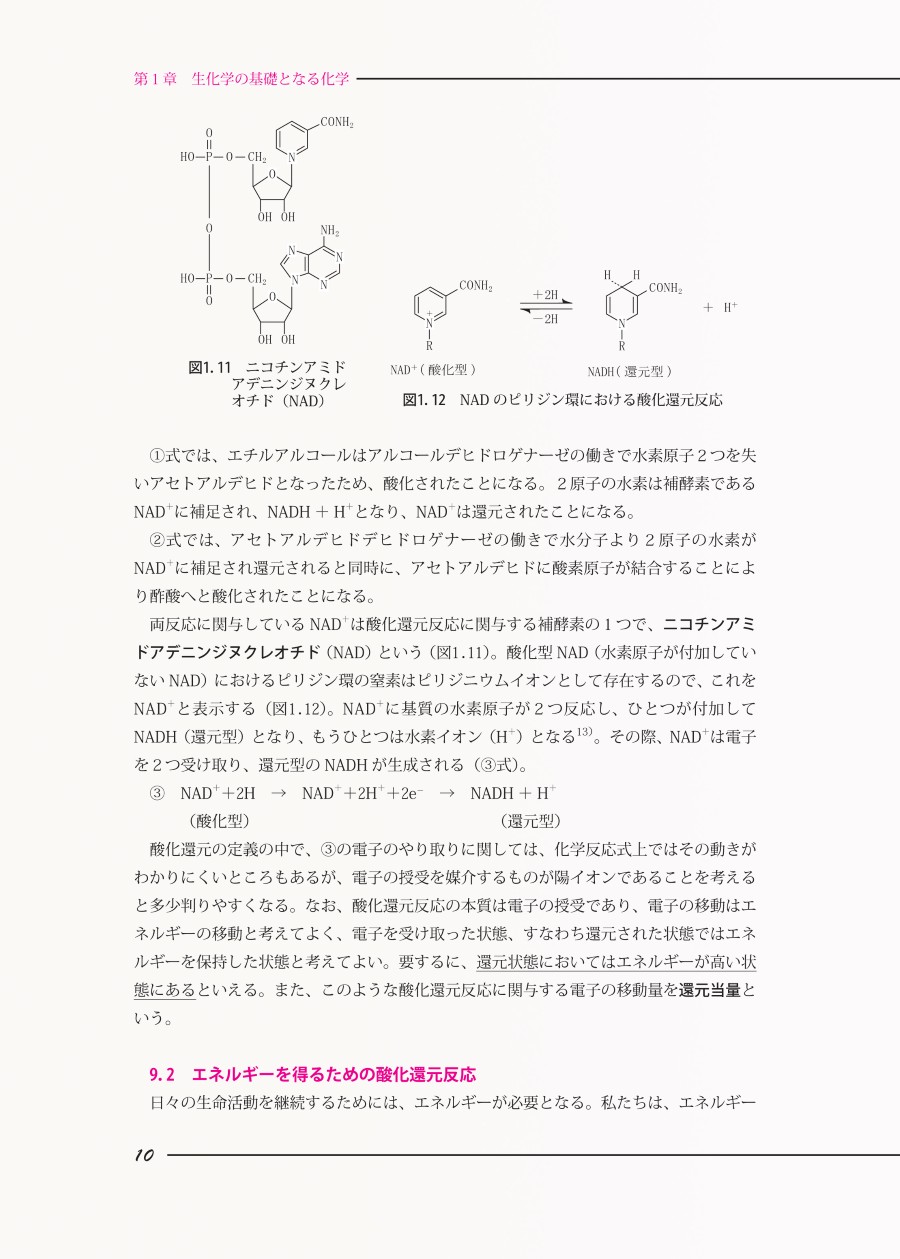 第1章　生化学の基礎となる化学
O
HO-P-O-CH₂
CONH₂
N
O
OH OH
O
NH₂
N
N
N
N
HO-P-O-CH₂
O
O
OH OH
図1.11　ニコチンアミド
アデニンジヌクレ
オチド（NAD）
CONH₂
+
N
R
NAD⁺（酸化型）
＋2H
－2H
H H
CONH₂
N
R
NADH（還元型）
＋ H⁺
図1.12　NADのピリジン環における酸化還元反応
①式では、エチルアルコールはアルコールデヒドロゲナーゼの働きで水素原子２つを失
いアセトアルデヒドとなったため、酸化されたことになる。２原子の水素は補酵素である
NAD⁺に補足され、NADH＋H⁺となり、NAD⁺は還元されたことになる。
②式では、アセトアルデヒドデヒドロゲナーゼの働きで水分子より２原子の水素が
NAD⁺に補足され還元されると同時に、アセトアルデヒドに酸素原子が結合することによ
り酢酸へと酸化されたことになる。
両反応に関与しているNAD⁺は酸化還元反応に関与する補酵素の１つで、ニコチンアミ
ドアデニンジヌクレオチド（NAD）という（図1.11）。酸化型NAD（水素原子が付加してい
ないNAD）におけるピリジン環の窒素はピリジニウムイオンとして存在するので、これを
NAD⁺と表示する（図1.12）。NAD⁺に基質の水素原子が２つ反応し、ひとつが付加して
NADH（還元型）となり、もうひとつは水素イオン（H⁺）となる¹³⁾。その際、NAD⁺は電子
を２つ受け取り、還元型のNADHが生成される（③式）。
③　NAD⁺＋2H　→　NAD⁺＋2H⁺＋2e⁻　→　NADH＋H⁺
（酸化型）　（還元型）
酸化還元の定義の中で、③の電子のやり取りに関しては、化学反応式上ではその動きが
わかりにくいところもあるが、電子の授受を媒介するものが陽イオンであることを考える
と多少判りやすくなる。なお、酸化還元反応の本質は電子の授受であり、電子の移動はエ
ネルギーの移動と考えてよく、電子を受け取った状態、すなわち還元された状態ではエネ
ルギーを保持した状態と考えてよい。要するに、還元状態においてはエネルギーが高い状
態にあるといえる。また、このような酸化還元反応に関与する電子の移動量を還元当量と
いう。
9.2　エネルギーを得るための酸化還元反応
日々の生命活動を継続するためには、エネルギーが必要となる。私たちは、エネルギー
10